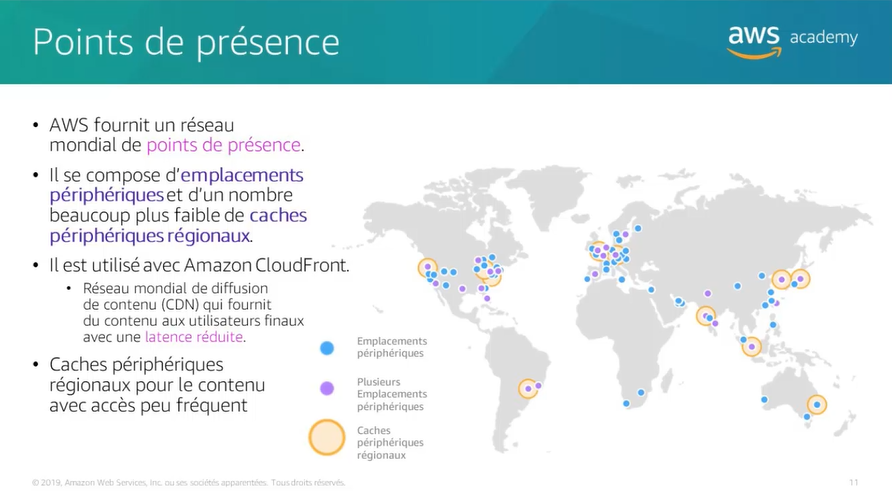 Points de présence
aws academy
• AWS fournit un réseau
mondial de points de présence.
• Il se compose d'emplacements
périphériques et d'un nombre
beaucoup plus faible de caches
périphériques régionaux.
• Il est utilisé avec Amazon CloudFront.
• Réseau mondial de diffusion
de contenu (CDN) qui fournit
du contenu aux utilisateurs finaux
avec une latence réduite.
• Caches périphériques
régionaux pour le contenu
avec accès peu fréquent
Emplacements
périphériques
Plusieurs
Emplacements
périphériques
Caches
périphériques
régionaux
© 2019, Amazon Web Services, Inc. ou ses sociétés apparentées. Tous droits réservés.
11